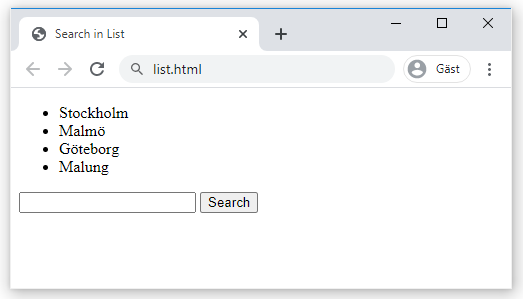 Search in List
list.html
Gäst
Stockholm
Malmö
Göteborg
Malung
Search